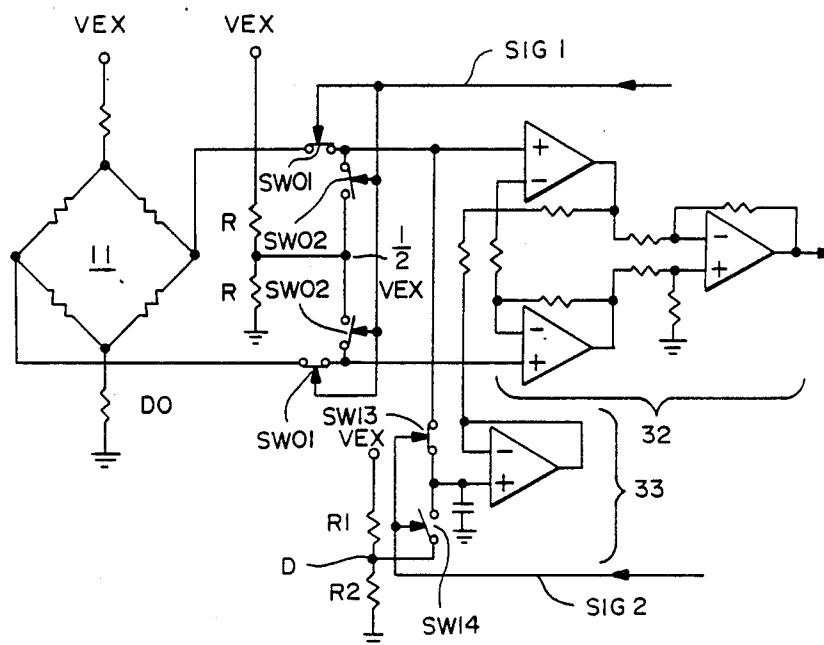 VEX
VEX
SIG 1
SW01
SW02
R
11
1/2
VEX
R
SW02
DO
SW01
32
SW13
VEX
33
R1
D
R2
SIG 2
SW14
+
−
−
+
−
+
−
+